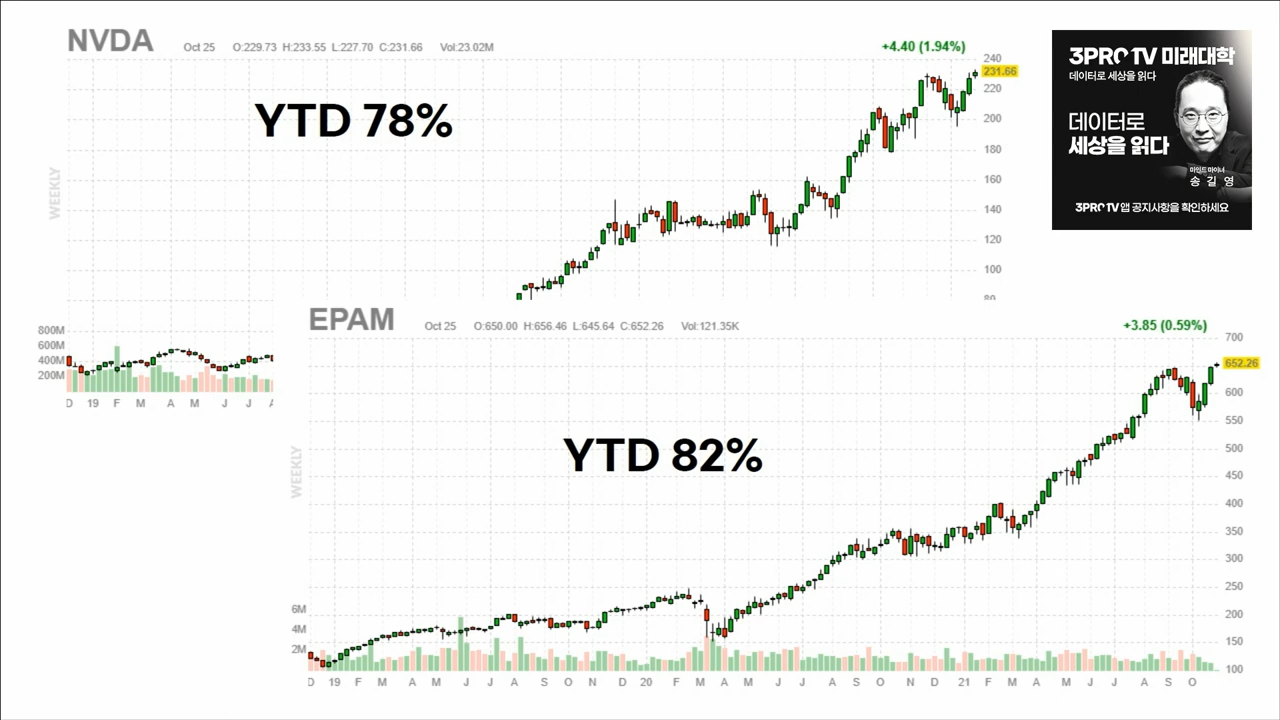 NVDA Oct 25 O:229.73 H:233.55 L:227.70 C:231.66 Vol:23.02M +4.40 (1.94%)
240
231.66
220
200
180
160
140
120
100
80
YTD 78%
WEEKLY
800M
600M
400M
200M
D 19 F M A M J J A
3PRO TV 미래대학
데이터로 세상을 읽다
데이터로
세상을 읽다
마인드 마이너
송 길 영
3PRO TV 앱 공지사항을 확인하세요
EPAM Oct 25 O:650.00 H:656.46 L:645.64 C:652.26 Vol:121.35K +3.85 (0.59%)
700
652.26
600
550
500
450
400
350
300
250
200
150
100
YTD 82%
WEEKLY
6M
4M
2M
D 19 F M A M J J A S O N D 20 F M A M J J A S O N D 21 F M A M J J A S O